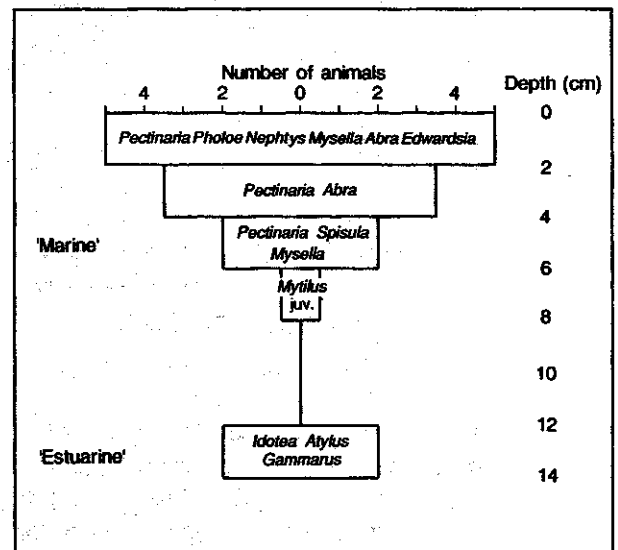 Number of animals
4 2 0 2 4
Depth (cm)
0
Pectinaria Pholoe Nephtys Mysella Abra Edwardsia
2
Pectinaria Abra
4
Pectinaria Spisula
Mysella
'Marine'
6
Mytilus
juv.
8
10
12
Idotea Atylus
Gammarus
'Estuarine'
14